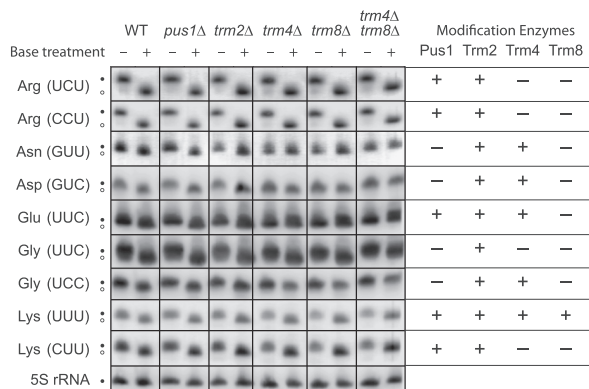 WT pus1Δ trm2Δ trm4Δ trm8Δ trm4Δ trm8Δ Modification Enzymes
Base treatment − + − + − + − + − + − + Pus1 Trm2 Trm4 Trm8
Arg (UCU) + + − −
Arg (CCU) + + − −
Asn (GUU) − + + −
Asp (GUC) − + + −
Glu (UUC) + + + −
Gly (UUC) − + − −
Gly (UCC) − + + −
Lys (UUU) + + + +
Lys (CUU) + + − −
5S rRNA